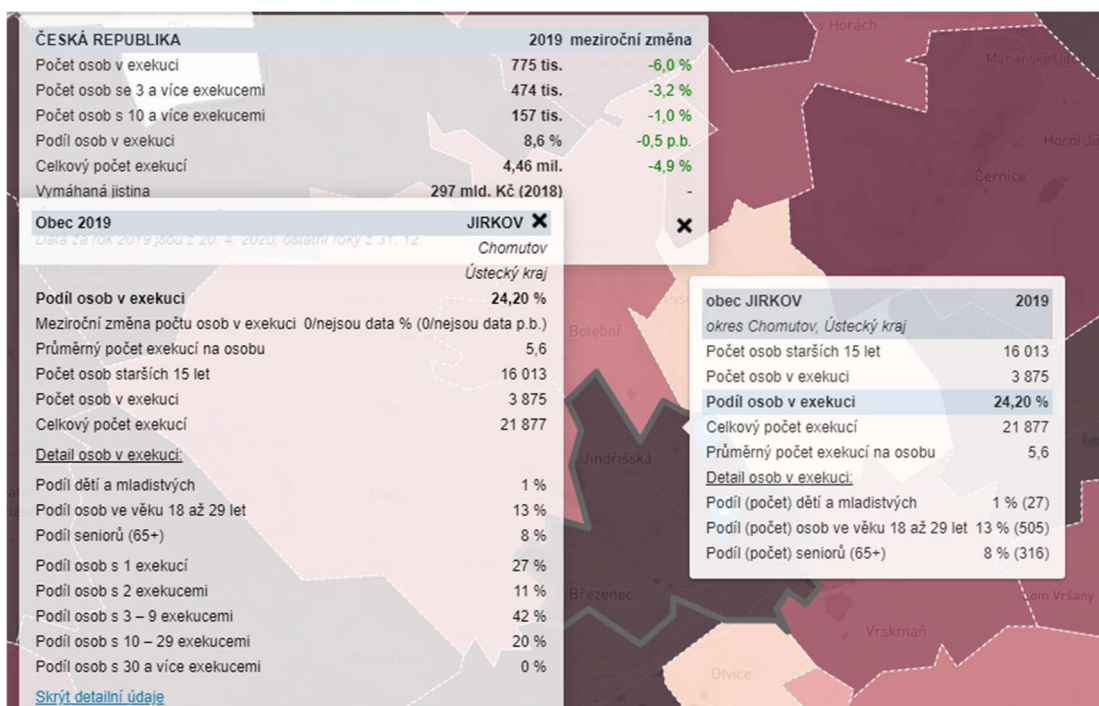 ČESKÁ REPUBLIKA 2019 meziroční změna
Počet osob v exekuci 775 tis. -6,0 %
Počet osob se 3 a více exekucemi 474 tis. -3,2 %
Počet osob s 10 a více exekucemi 157 tis. -1,0 %
Podíl osob v exekuci 8,6 % -0,5 p.b.
Celkový počet exekucí 4,46 mil. -4,9 %
Vymáhaná jistina 297 mld. Kč (2018) -
Obec 2019 JIRKOV
Data za rok 2019 jsou z 20. 4. 2020, ostatní roky z 31. 12.
Chomutov
Ústecký kraj
Podíl osob v exekuci 24,20 %
Meziroční změna počtu osob v exekuci 0/nejsou data % (0/nejsou data p.b.)
Průměrný počet exekucí na osobu 5,6
Počet osob starších 15 let 16 013
Počet osob v exekuci 3 875
Celkový počet exekucí 21 877
Detail osob v exekuci:
Podíl dětí a mladistvých 1 %
Podíl osob ve věku 18 až 29 let 13 %
Podíl seniorů (65+) 8 %
Podíl osob s 1 exekucí 27 %
Podíl osob s 2 exekucemi 11 %
Podíl osob s 3 – 9 exekucemi 42 %
Podíl osob s 10 – 29 exekucemi 20 %
Podíl osob s 30 a více exekucemi 0 %
Skrýt detailní údaje
obec JIRKOV 2019
okres Chomutov, Ústecký kraj
Počet osob starších 15 let 16 013
Počet osob v exekuci 3 875
Podíl osob v exekuci 24,20 %
Celkový počet exekucí 21 877
Průměrný počet exekucí na osobu 5,6
Detail osob v exekuci:
Podíl (počet) dětí a mladistvých 1 % (27)
Podíl (počet) osob ve věku 18 až 29 let 13 % (505)
Podíl (počet) seniorů (65+) 8 % (316)
v Horách
Černice
Boleboř
Jindřišská
Březenec
Vrskmaň
Otvice